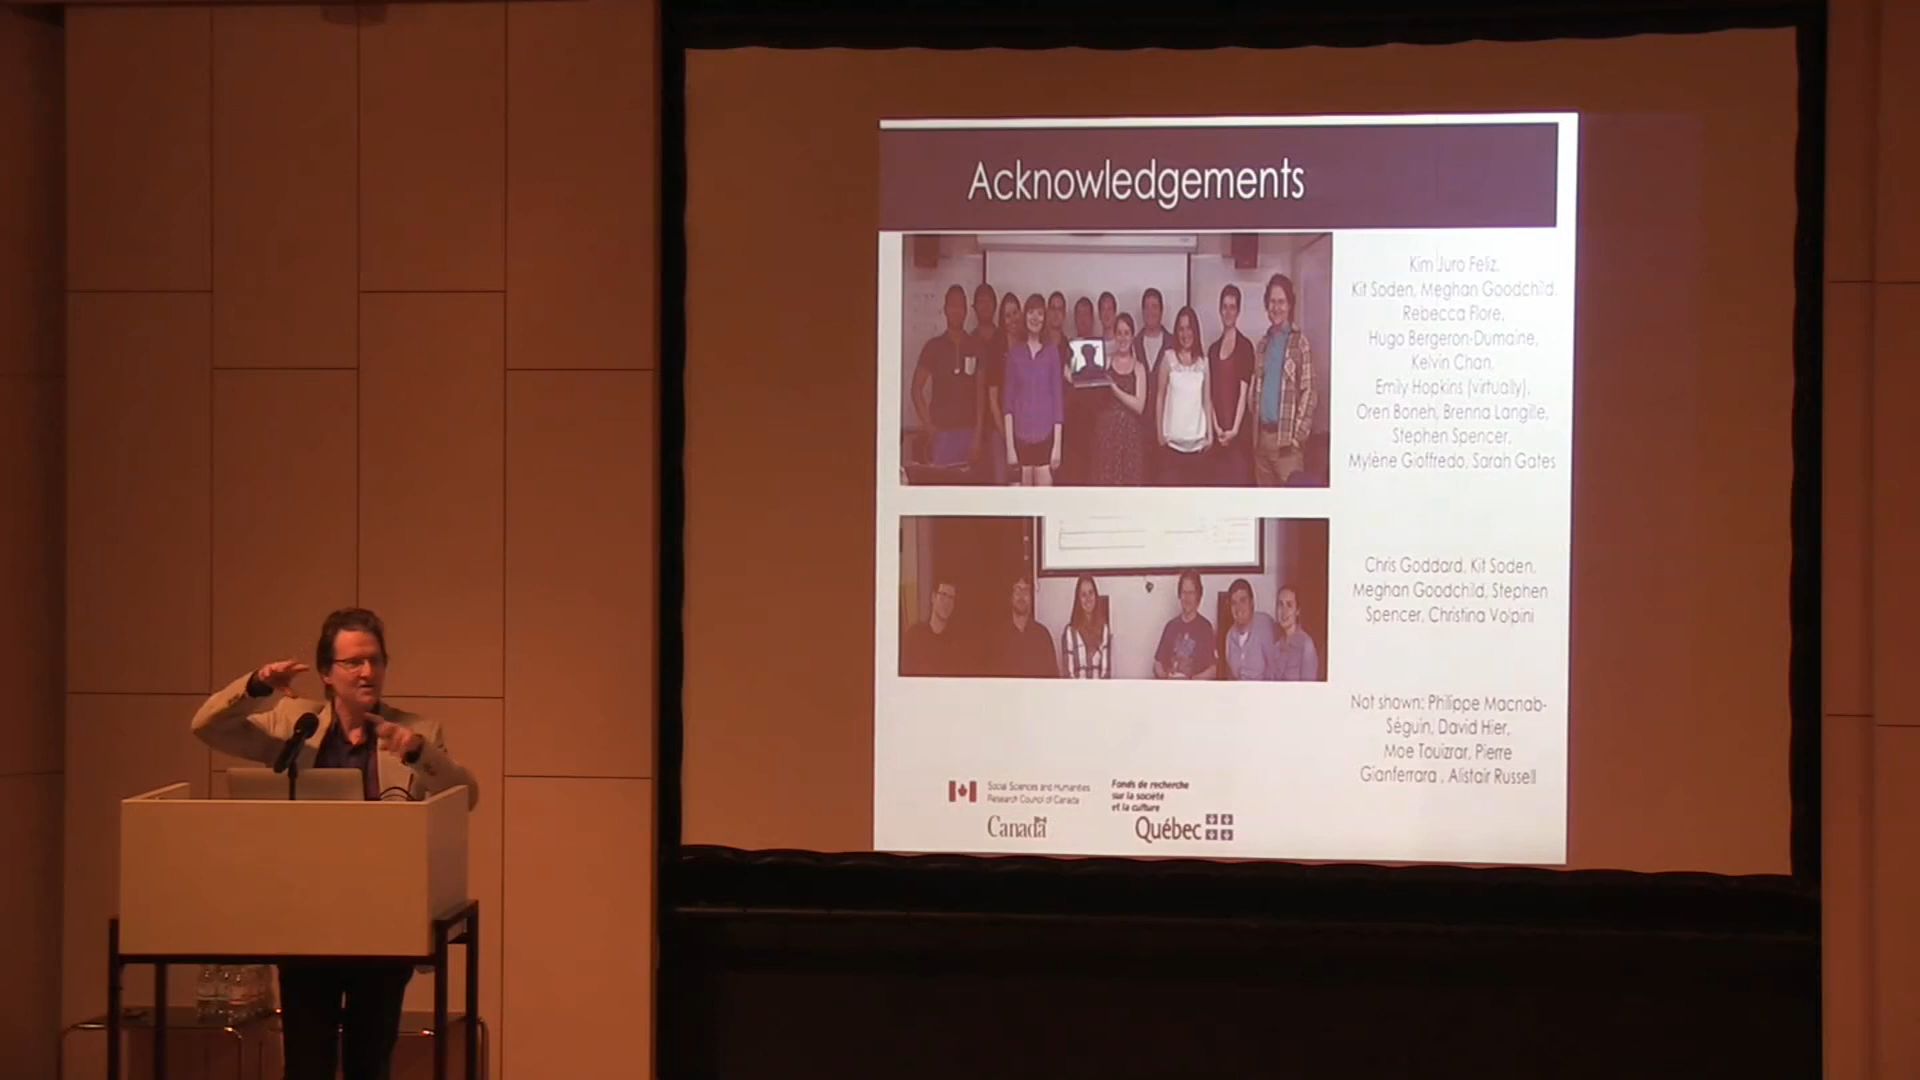 Acknowledgements
Kim Juro Feliz,
Kit Soden, Meghan Goodchild,
Rebecca Flore,
Hugo Bergeron-Dumaine,
Kelvin Chan,
Emily Hopkins (virtually),
Oren Boneh, Brenna Langille,
Stephen Spencer,
Mylène Gioffredo, Sarah Gates
Chris Goddard, Kit Soden,
Meghan Goodchild, Stephen
Spencer, Christina Volpini
Not shown: Philippe Macnab-
Séguin, David Hier,
Moe Touizrar, Pierre
Gianferrara , Alistair Russell
Social Sciences and Humanities
Research Council of Canada
Canada
Fonds de recherche
sur la société
et la culture
Québec